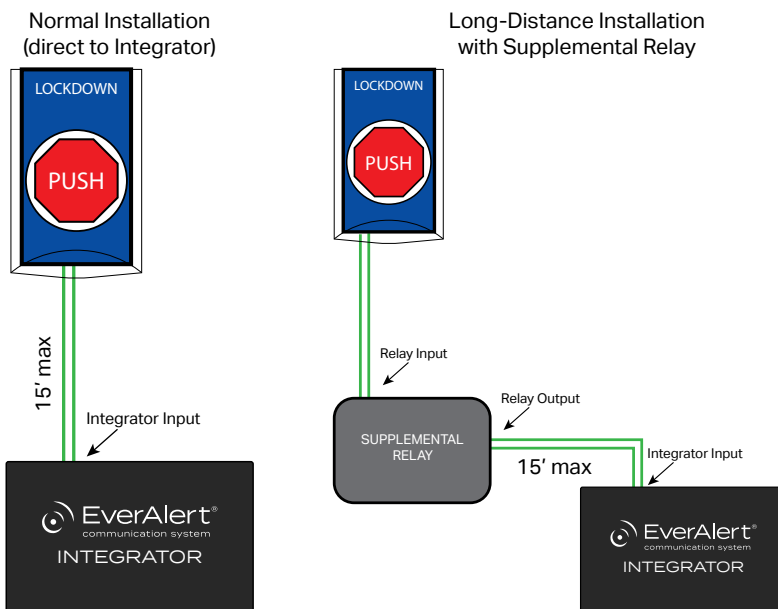 Normal Installation
(direct to Integrator)
LOCKDOWN
PUSH
15’ max
Integrator Input
EverAlert®
communication system
INTEGRATOR
Long-Distance Installation
with Supplemental Relay
LOCKDOWN
PUSH
Relay Input
SUPPLEMENTAL
RELAY
Relay Output
15’ max
Integrator Input
EverAlert®
communication system
INTEGRATOR